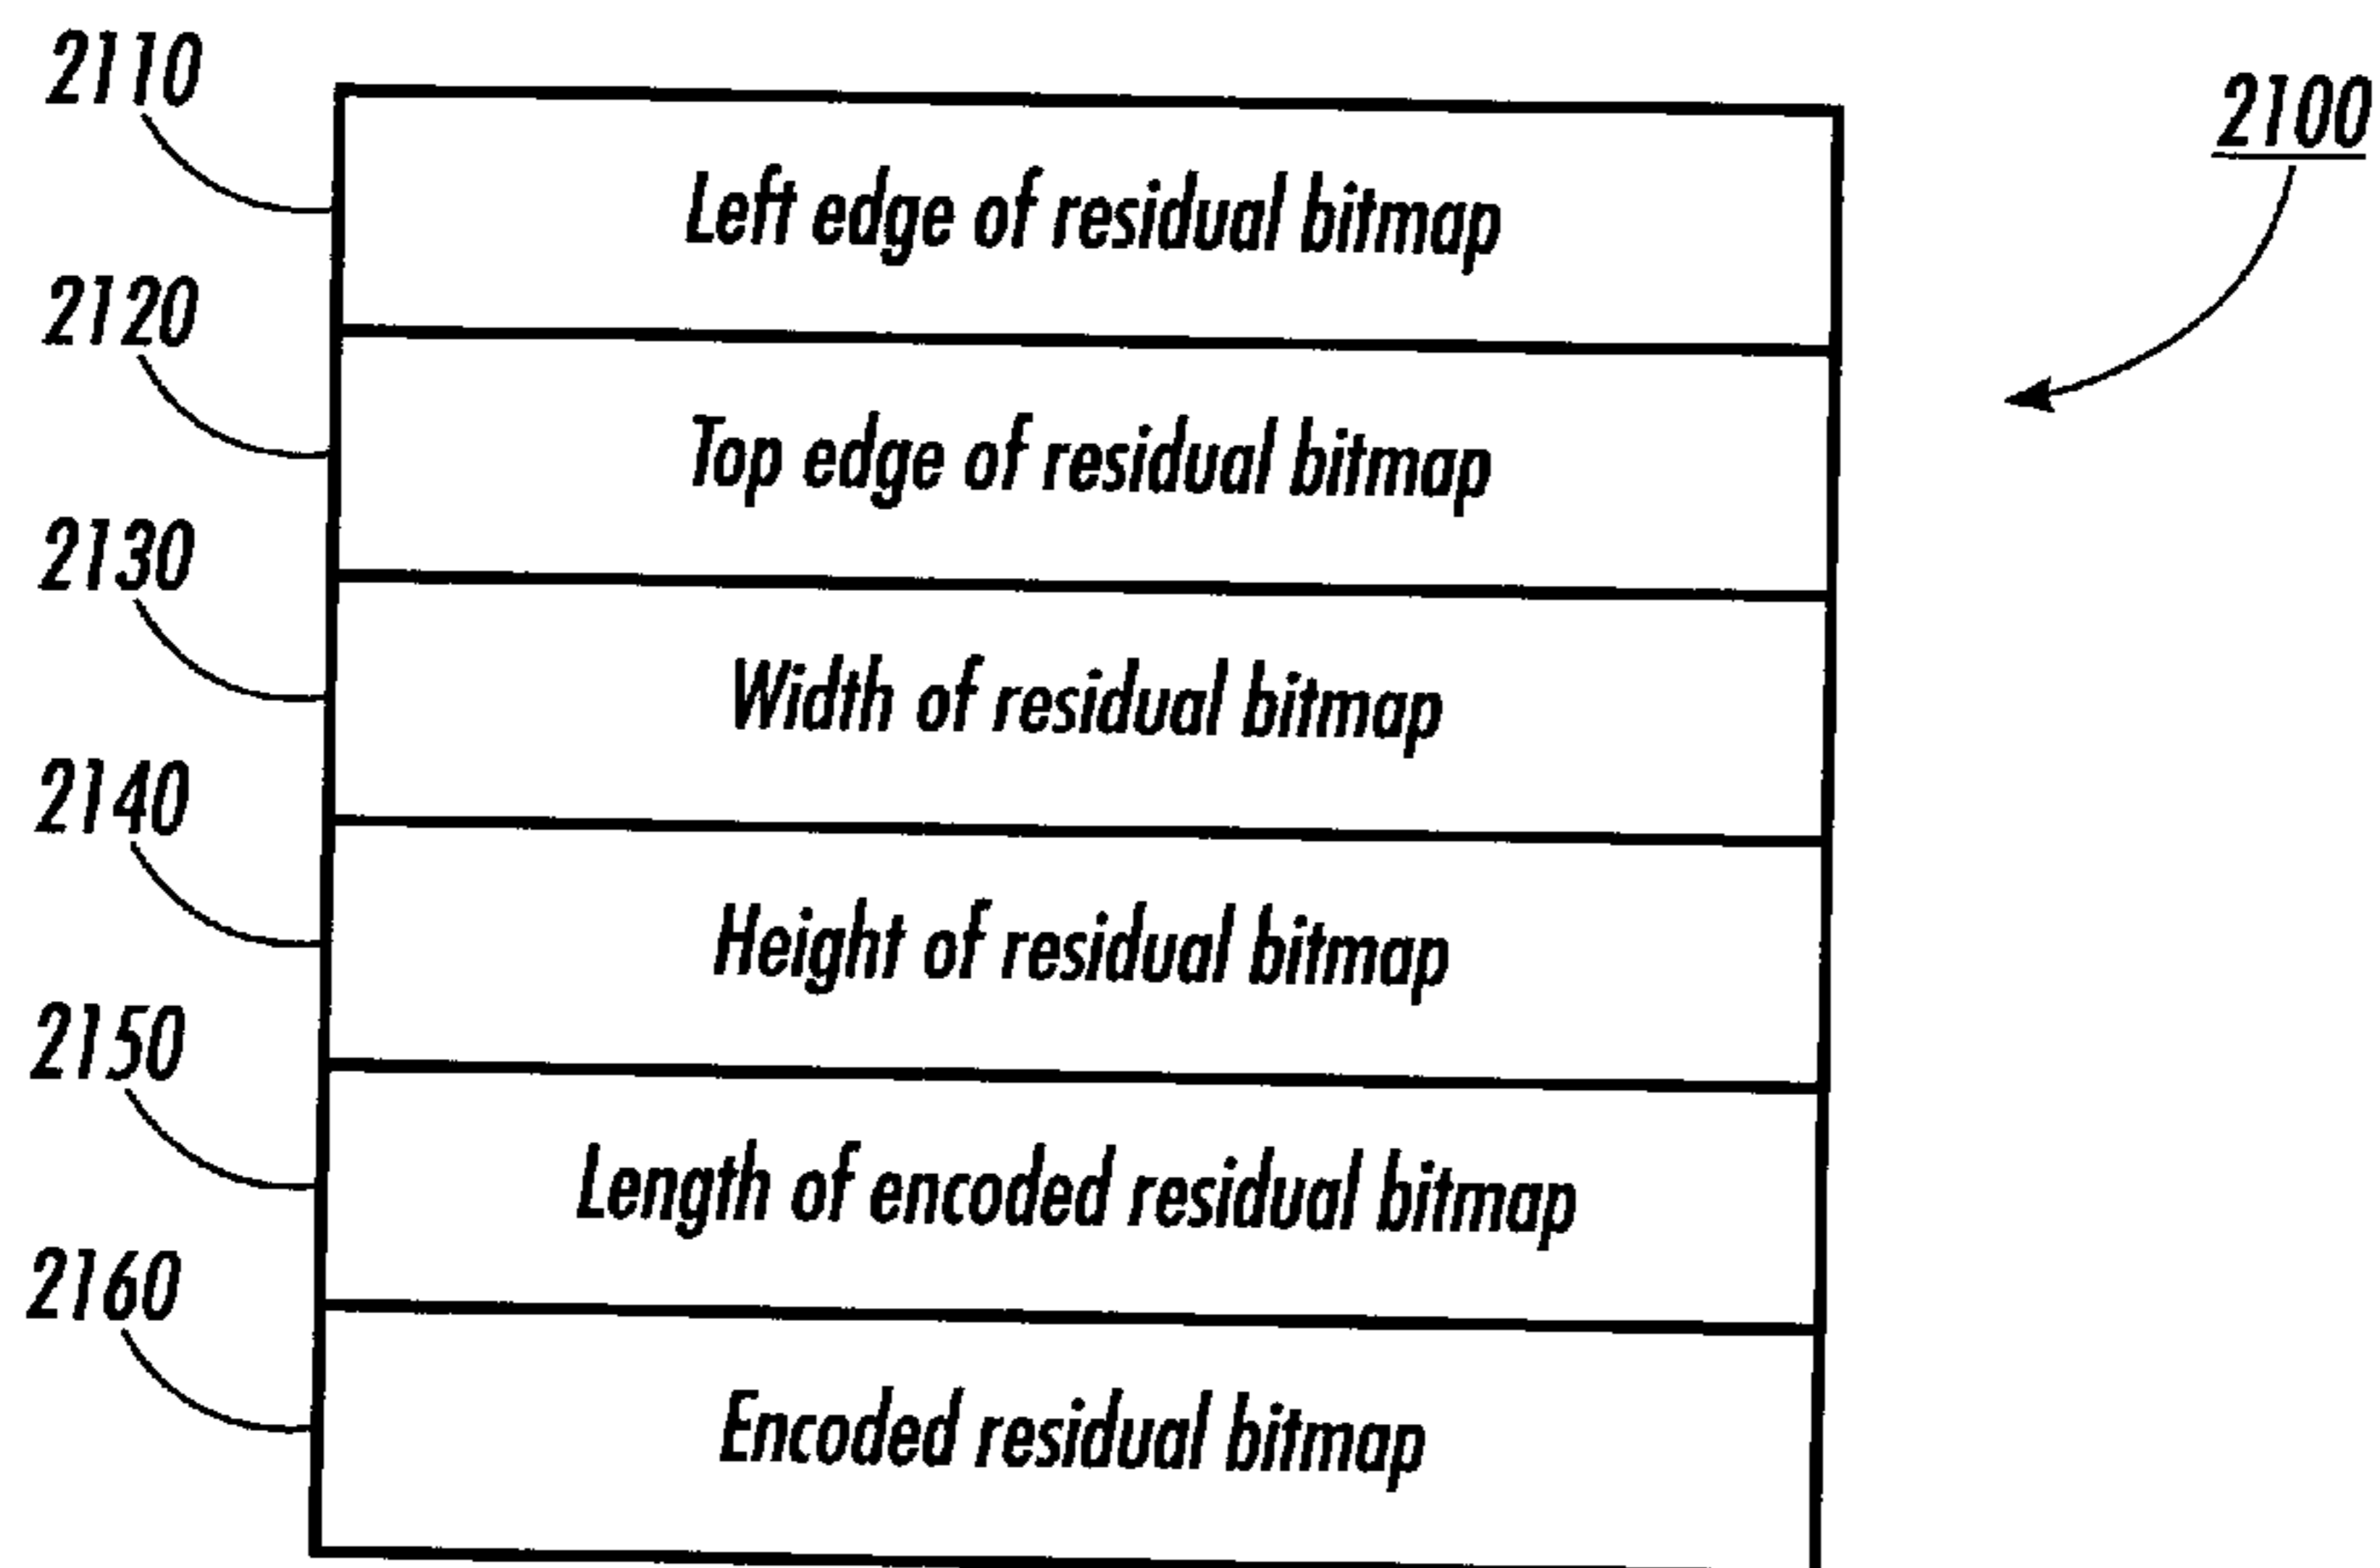 2110
2100
Left edge of residual bitmap
2120
Top edge of residual bitmap
2130
Width of residual bitmap
2140
Height of residual bitmap
2150
Length of encoded residual bitmap
2160
Encoded residual bitmap